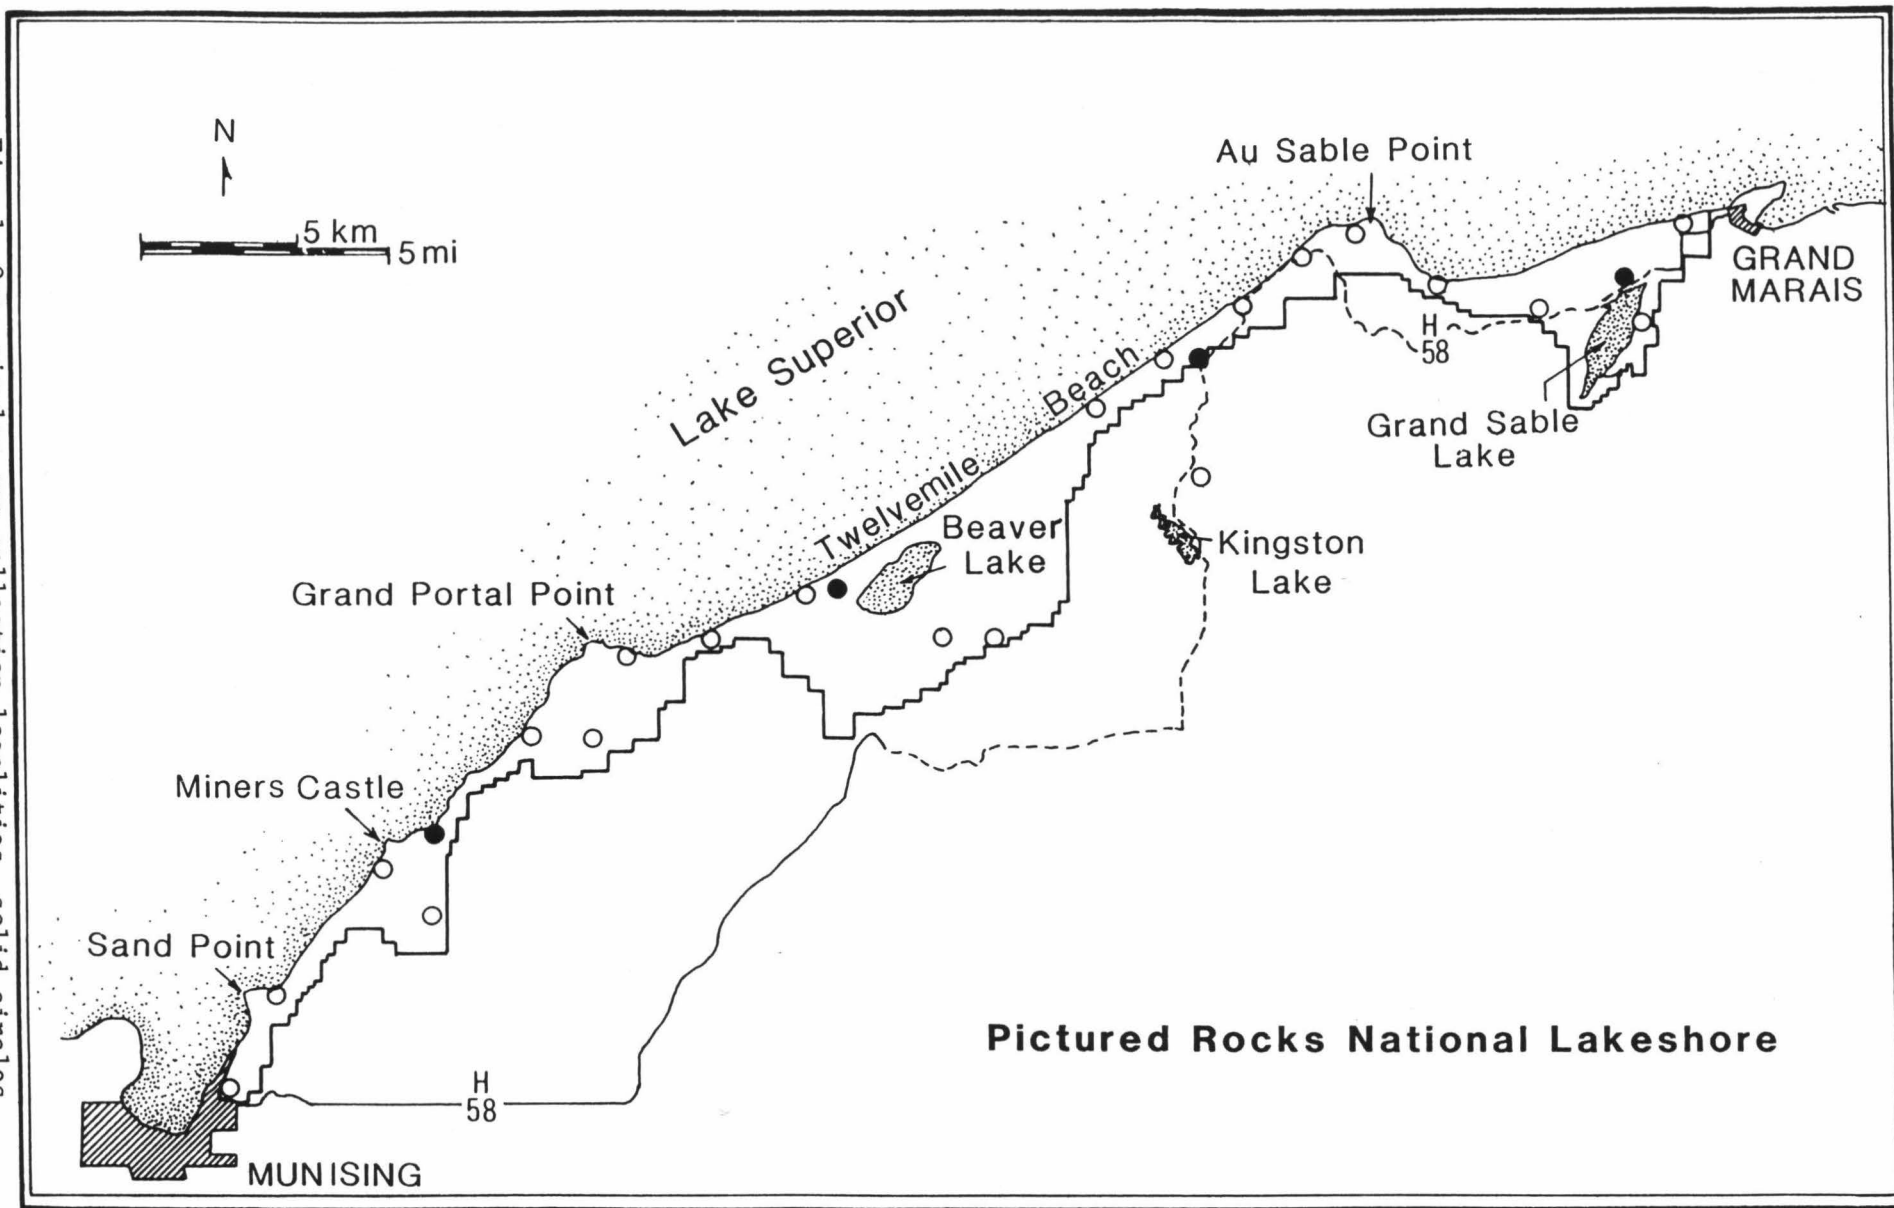 N
5 km
5 mi
Au Sable Point
GRAND
MARAIS
Lake Superior
H
58
Twelvemile Beach
Grand Sable
Lake
Beaver
Lake
Kingston
Lake
Grand Portal Point
Miners Castle
Sand Point
Pictured Rocks National Lakeshore
H
58
MUNISING